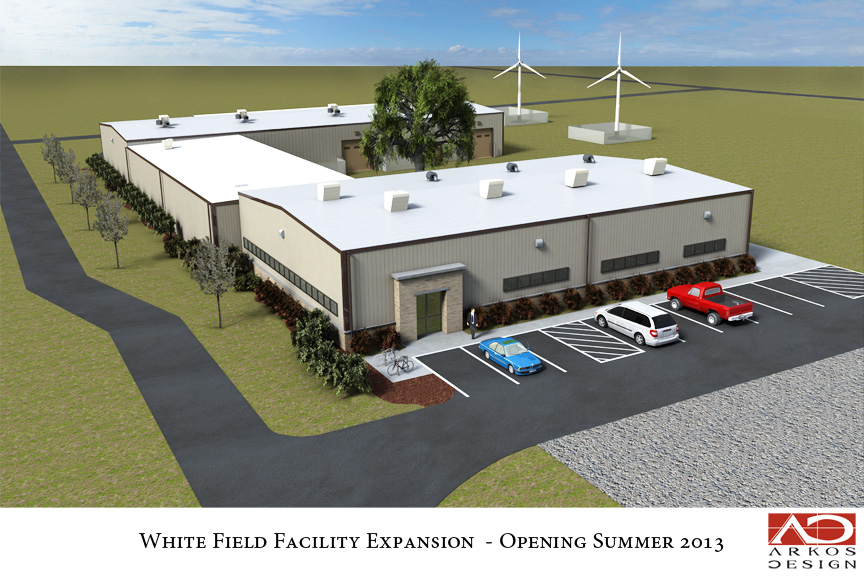 White Field Facility Expansion - Opening Summer 2013
ARKOS
DESIGN